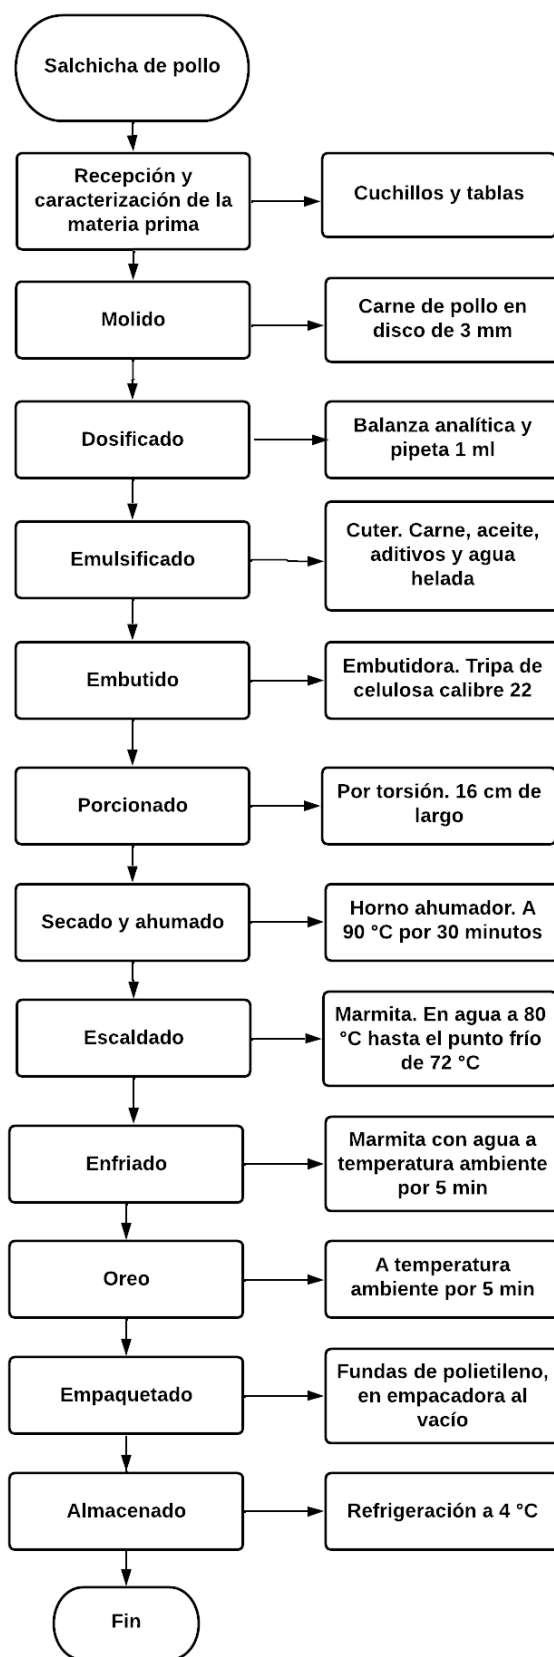 Salchicha de pollo
Recepción y
caracterización de la
materia prima
Cuchillos y tablas
Molido
Carne de pollo en
disco de 3 mm
Dosificado
Balanza analítica y
pipeta 1 ml
Emulsificado
Cuter. Carne, aceite,
aditivos y agua
helada
Embutido
Embutidora. Tripa de
celulosa calibre 22
Porcionado
Por torsión. 16 cm de
largo
Secado y ahumado
Horno ahumador. A
90 °C por 30 minutos
Escaldado
Marmita. En agua a 80
°C hasta el punto frío
de 72 °C
Enfriado
Marmita con agua a
temperatura ambiente
por 5 min
Oreo
A temperatura
ambiente por 5 min
Empaquetado
Fundas de polietileno,
en empacadora al
vacío
Almacenado
Refrigeración a 4 °C
Fin